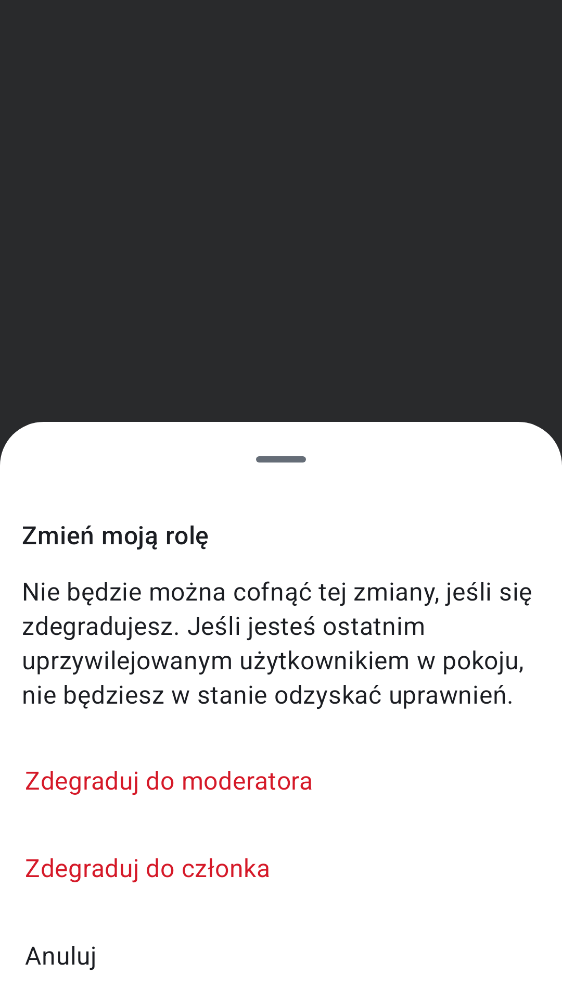 Zmień moją rolę
Nie będzie można cofnąć tej zmiany, jeśli się
zdegradujesz. Jeśli jesteś ostatnim
uprzywilejowanym użytkownikiem w pokoju,
nie będziesz w stanie odzyskać uprawnień.
Zdegraduj do moderatora
Zdegraduj do członka
Anuluj